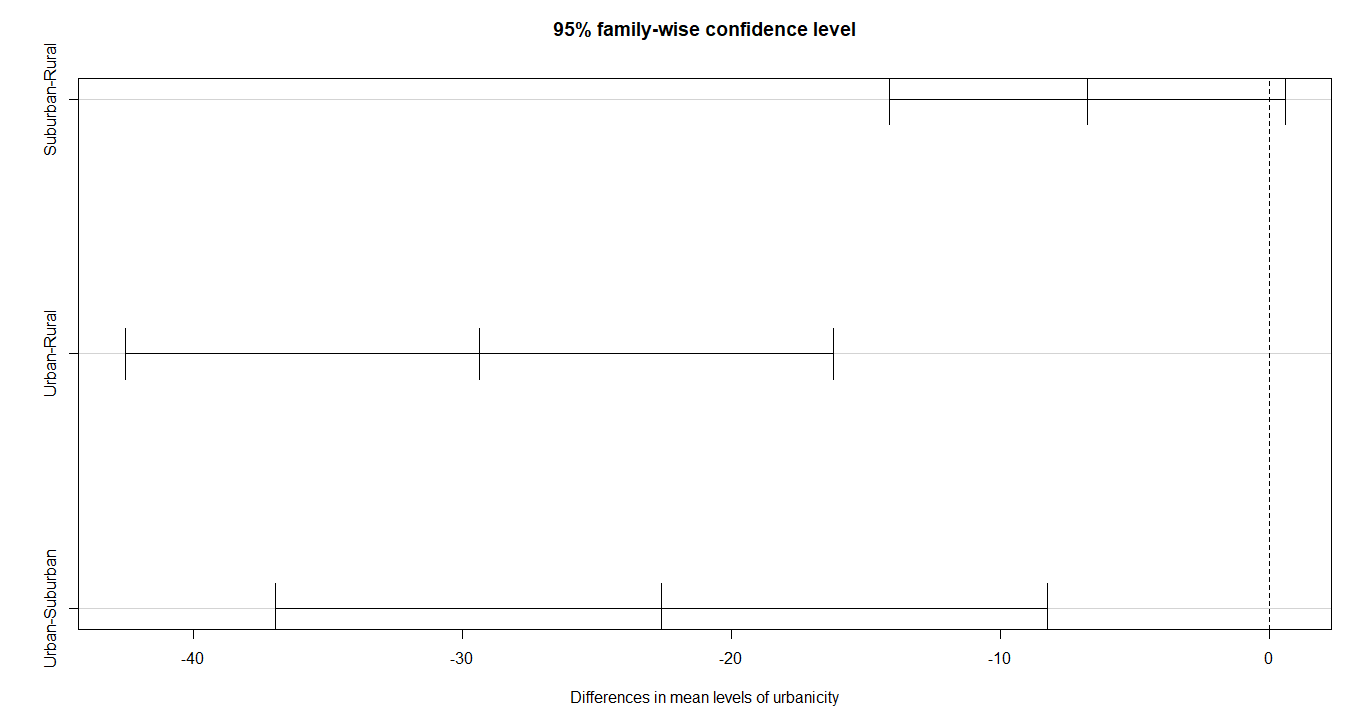 95% family-wise confidence level
Suburban-Rural
Urban-Rural
Urban-Suburban
-40 -30 -20 -10 0
Differences in mean levels of urbanicity